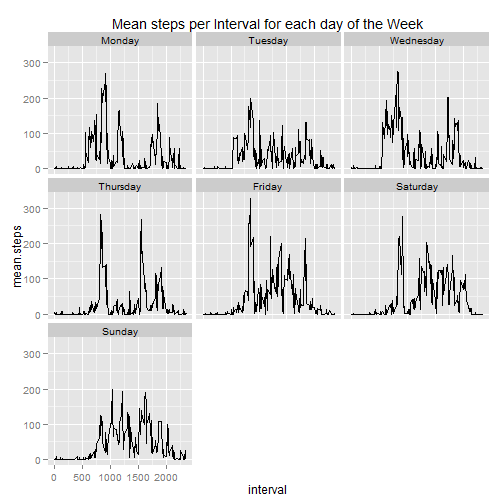 Mean steps per Interval for each day of the Week
Monday Tuesday Wednesday
300
200
100
0
Thursday Friday Saturday
300
200
100
0
mean.steps
Sunday
300
200
100
0
0 500 1000 1500 2000
interval